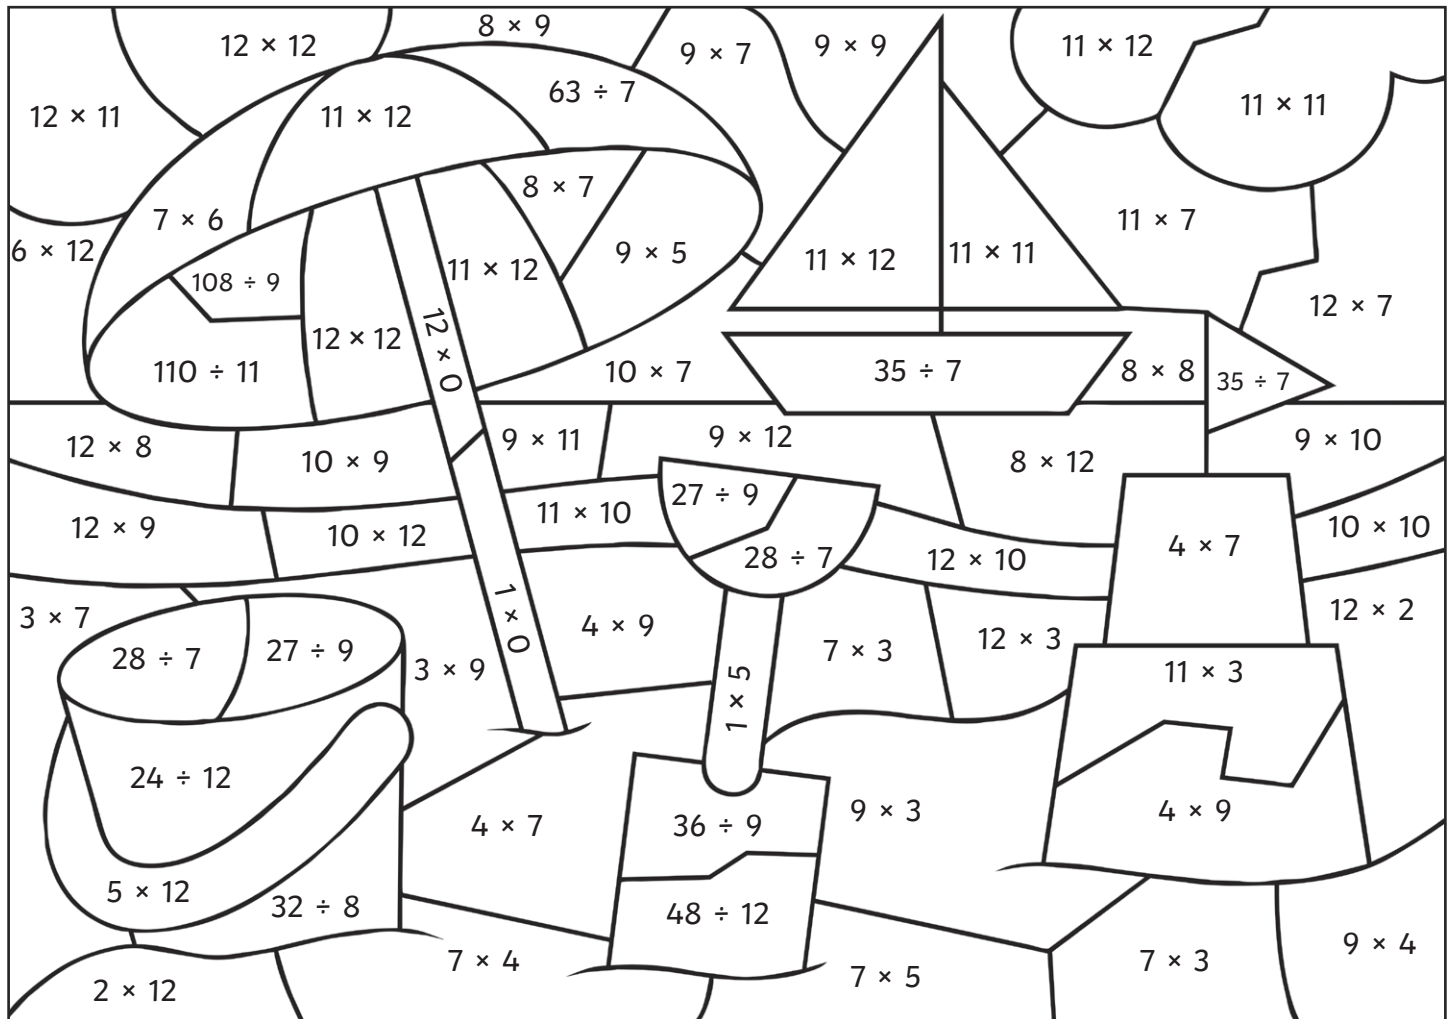 8 × 9
12 × 12
9 × 7
9 × 9
11 × 12
63 ÷ 7
11 × 11
12 × 11
11 × 12
8 × 7
7 × 6
11 × 7
6 × 12
9 × 5
11 × 12
11 × 11
11 × 12
108 ÷ 9
12 × 7
12 × 12
12 × 0
110 ÷ 11
10 × 7
35 ÷ 7
8 × 8
35 ÷ 7
12 × 8
10 × 9
9 × 11
9 × 12
8 × 12
9 × 10
27 ÷ 9
12 × 9
10 × 12
11 × 10
10 × 10
4 × 7
28 ÷ 7
12 × 10
3 × 7
1 × 0
4 × 9
12 × 2
7 × 3
12 × 3
28 ÷ 7
27 ÷ 9
3 × 9
11 × 3
1 × 5
24 ÷ 12
4 × 7
36 ÷ 9
9 × 3
4 × 9
5 × 12
32 ÷ 8
48 ÷ 12
9 × 4
7 × 4
7 × 3
7 × 5
2 × 12